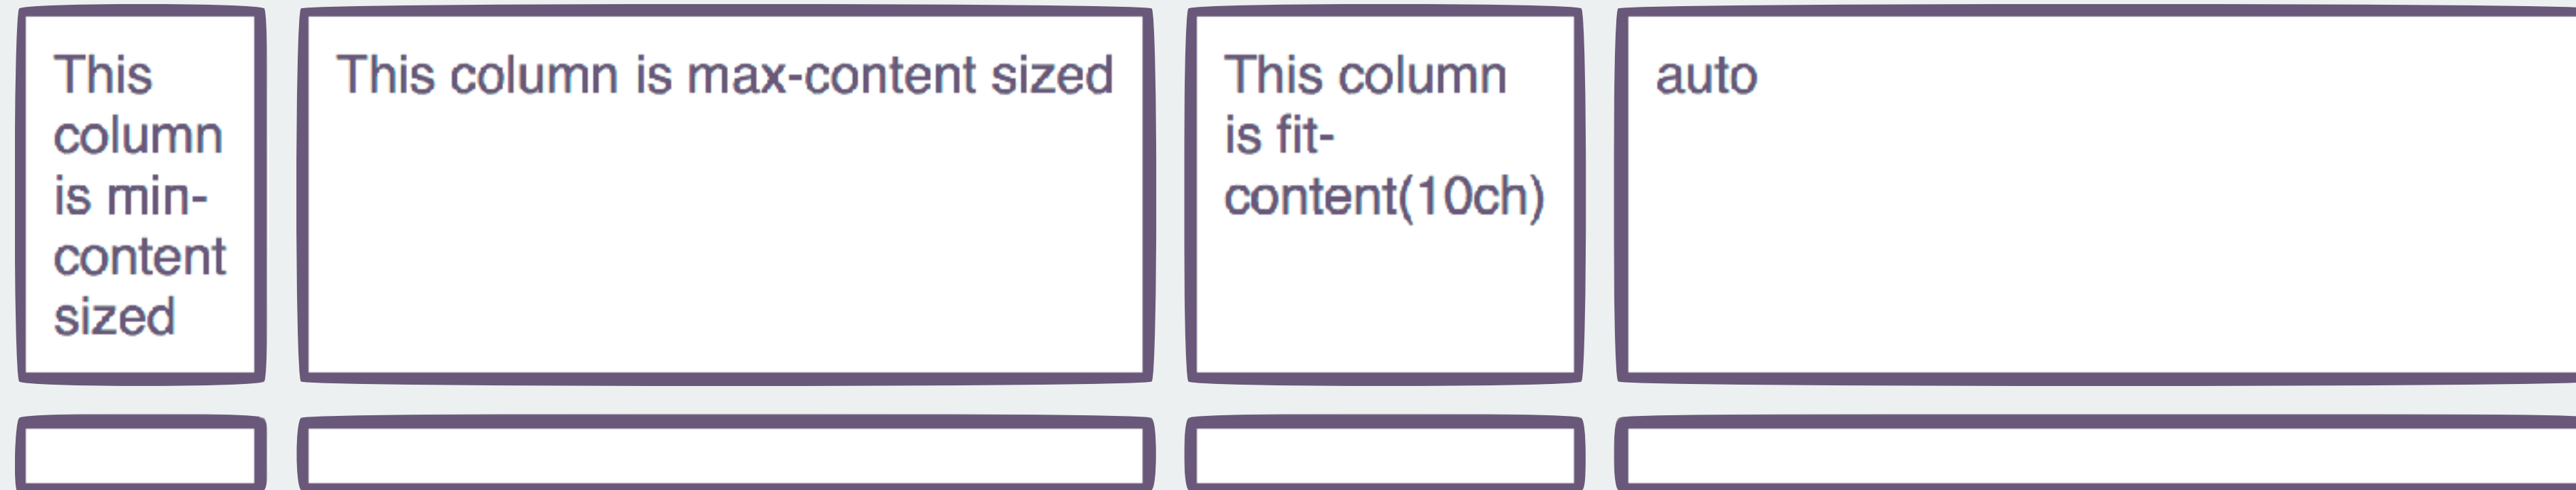 This
column
is min-
content
sized
This column is max-content sized
This column
is fit-
content(10ch)
auto